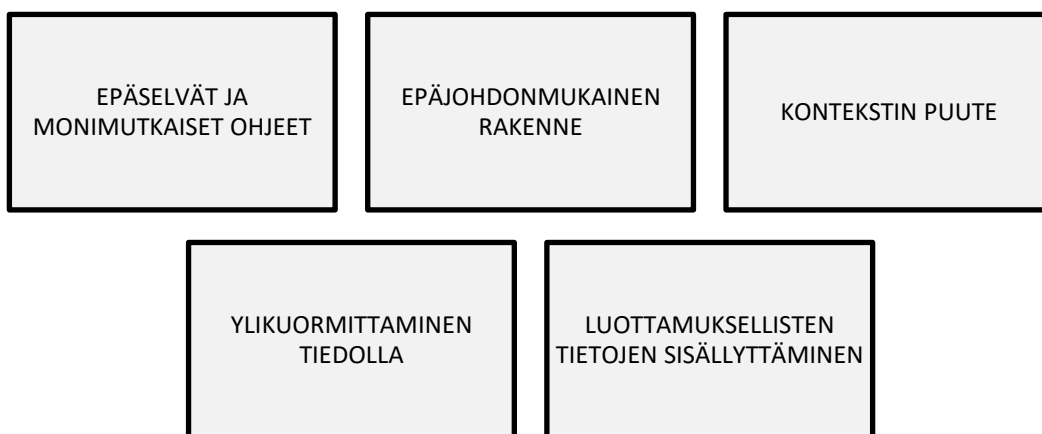 EPÄSELVÄT JA
MONIMUTKAISET OHJEET
EPÄJOHDONMUKAINEN
RAKENNE
KONTEKSTIN PUUTE
YLIKUORMITTAMINEN
TIEDOLLA
LUOTTAMUKSELLISTEN
TIETOJEN SISÄLLYTTÄMINEN